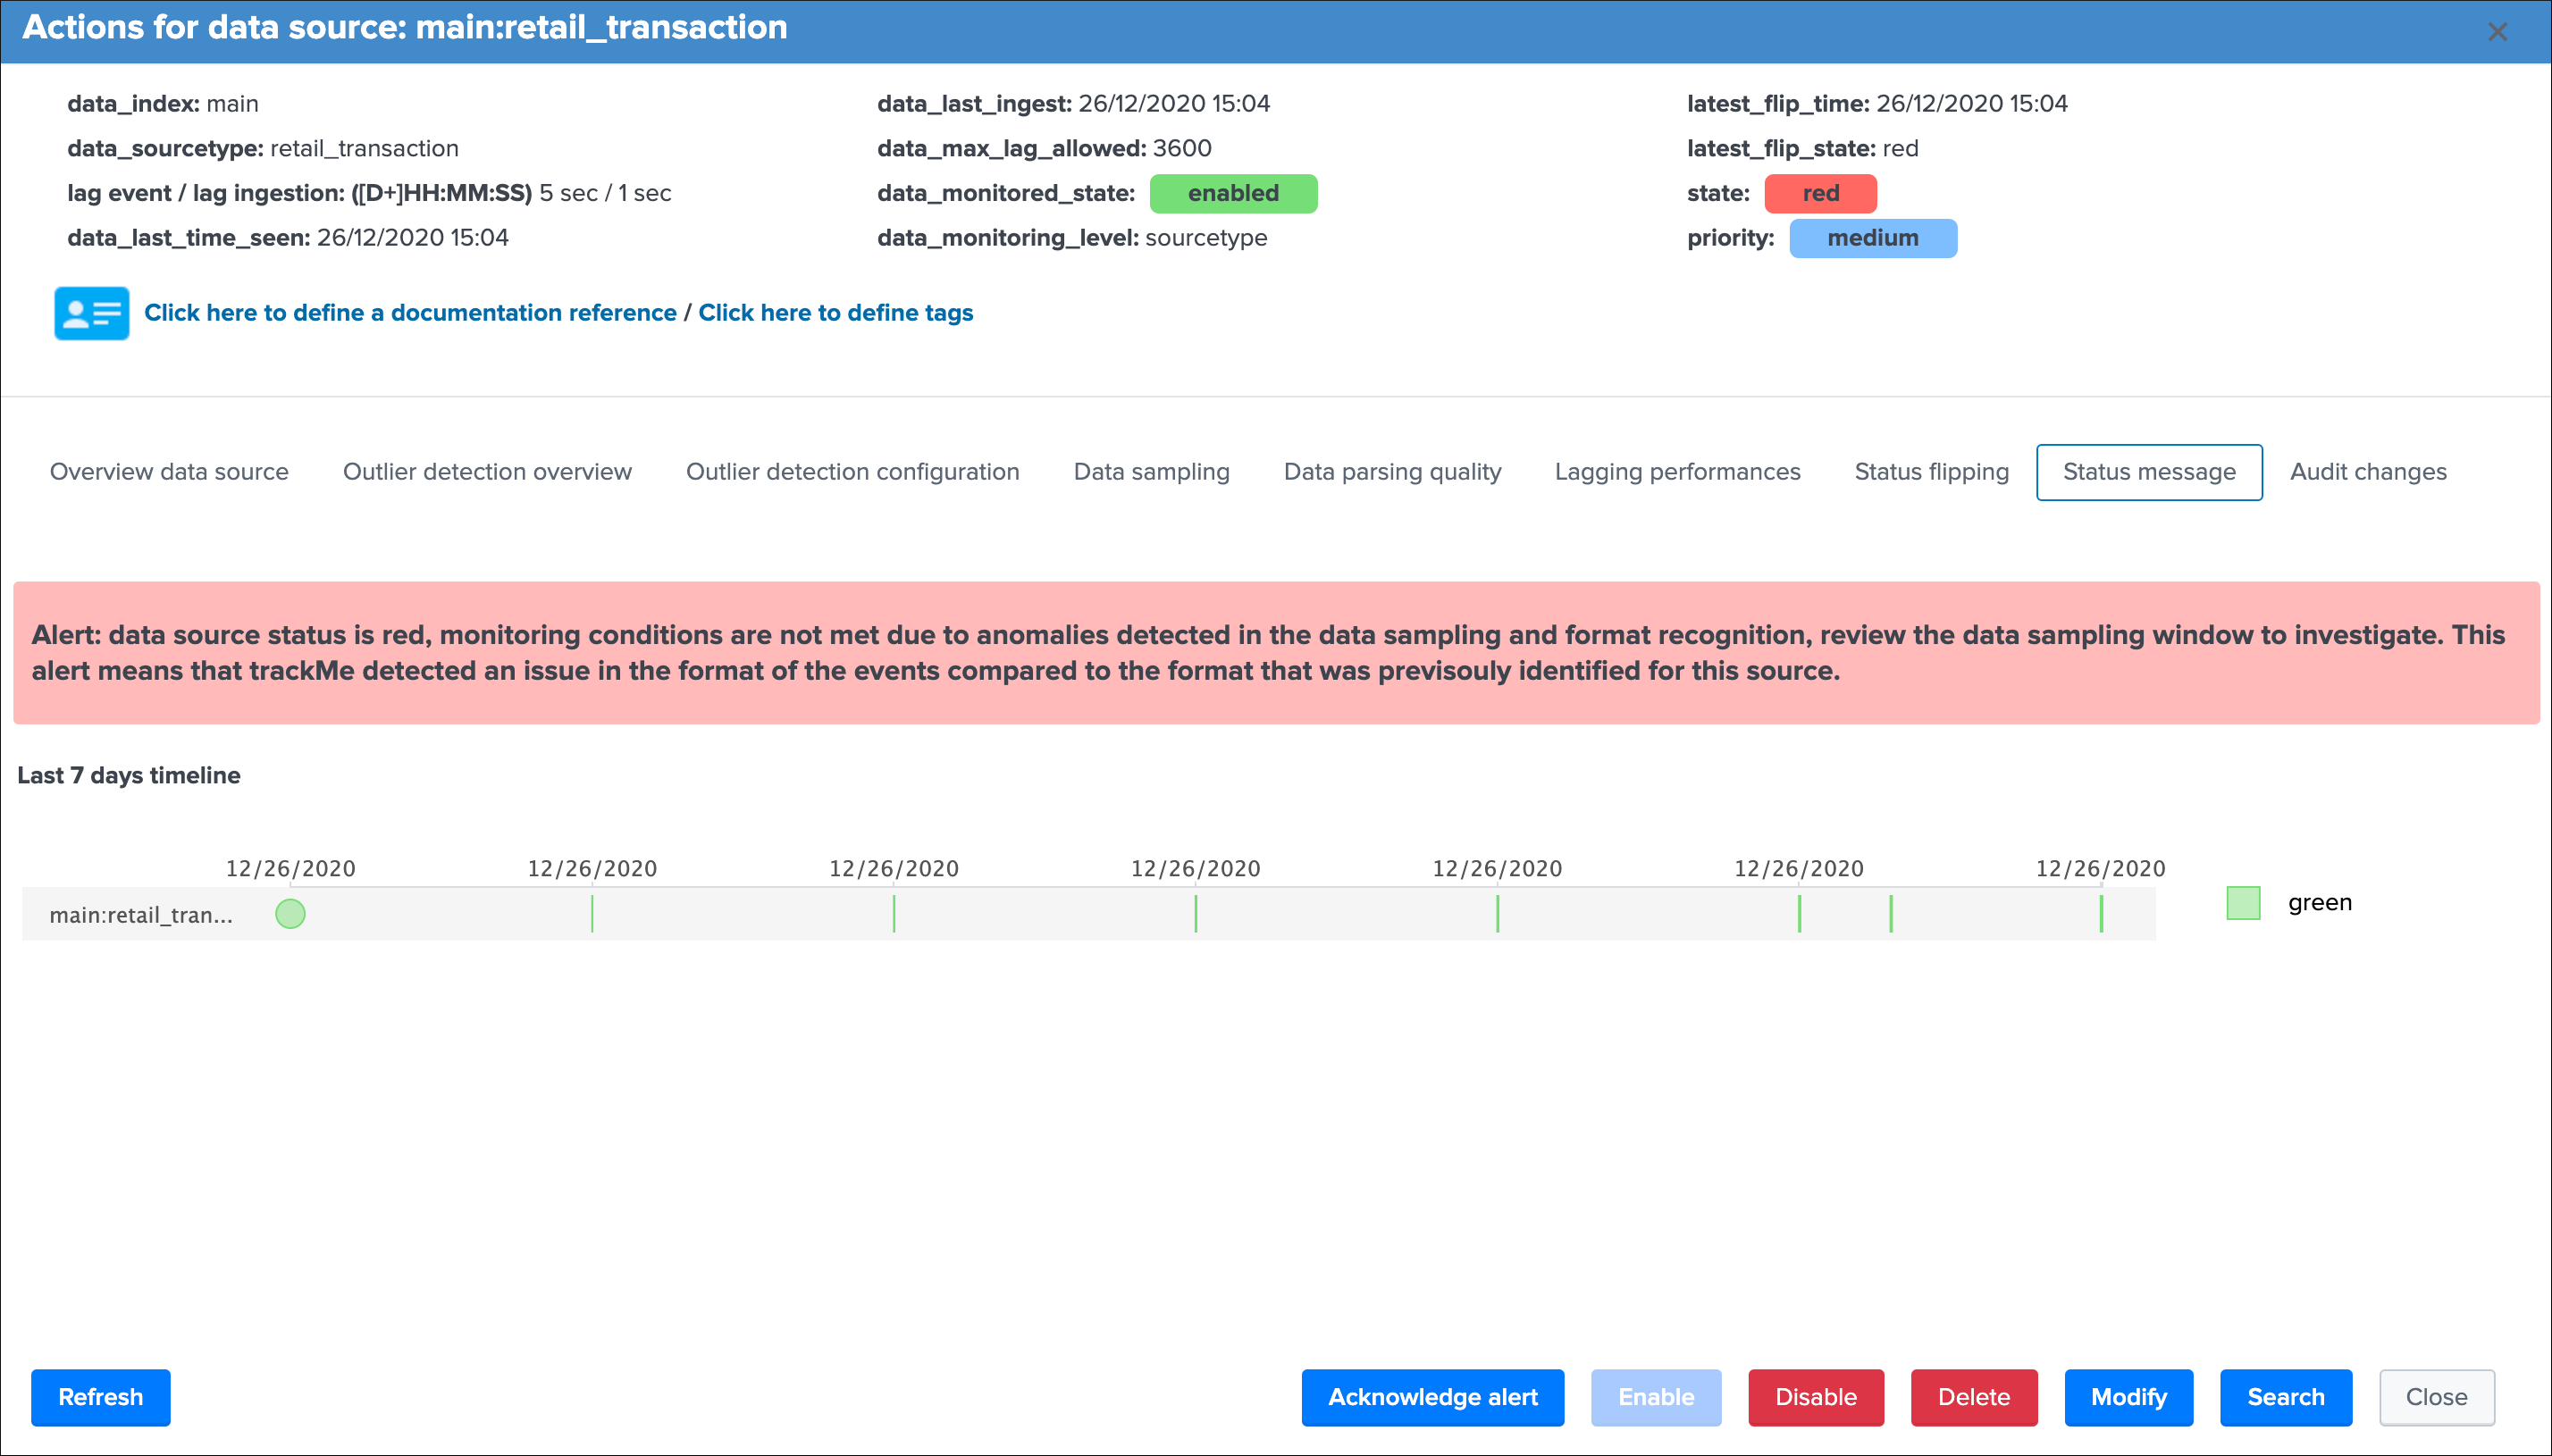 Actions for data source: main:retail_transaction
data_index: main
data_sourcetype: retail_transaction
lag event / lag ingestion: ([D+]HH:MM:SS) 5 sec / 1 sec
data_last_time_seen: 26/12/2020 15:04
data_last_ingest: 26/12/2020 15:04
data_max_lag_allowed: 3600
data_monitored_state: enabled
data_monitoring_level: sourcetype
latest_flip_time: 26/12/2020 15:04
latest_flip_state: red
state: red
priority: medium
Click here to define a documentation reference / Click here to define tags
Overview data source Outlier detection overview Outlier detection configuration Data sampling Data parsing quality Lagging performances Status flipping Status message Audit changes
Alert: data source status is red, monitoring conditions are not met due to anomalies detected in the data sampling and format recognition, review the data sampling window to investigate. This
alert means that trackMe detected an issue in the format of the events compared to the format that was previsouly identified for this source.
Last 7 days timeline
12/26/2020 12/26/2020 12/26/2020 12/26/2020 12/26/2020 12/26/2020 12/26/2020
main:retail_tran...
green
Refresh Acknowledge alert Enable Disable Delete Modify Search Close